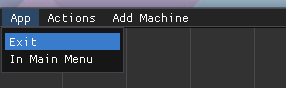 App Actions Add Machine
Exit
In Main Menu